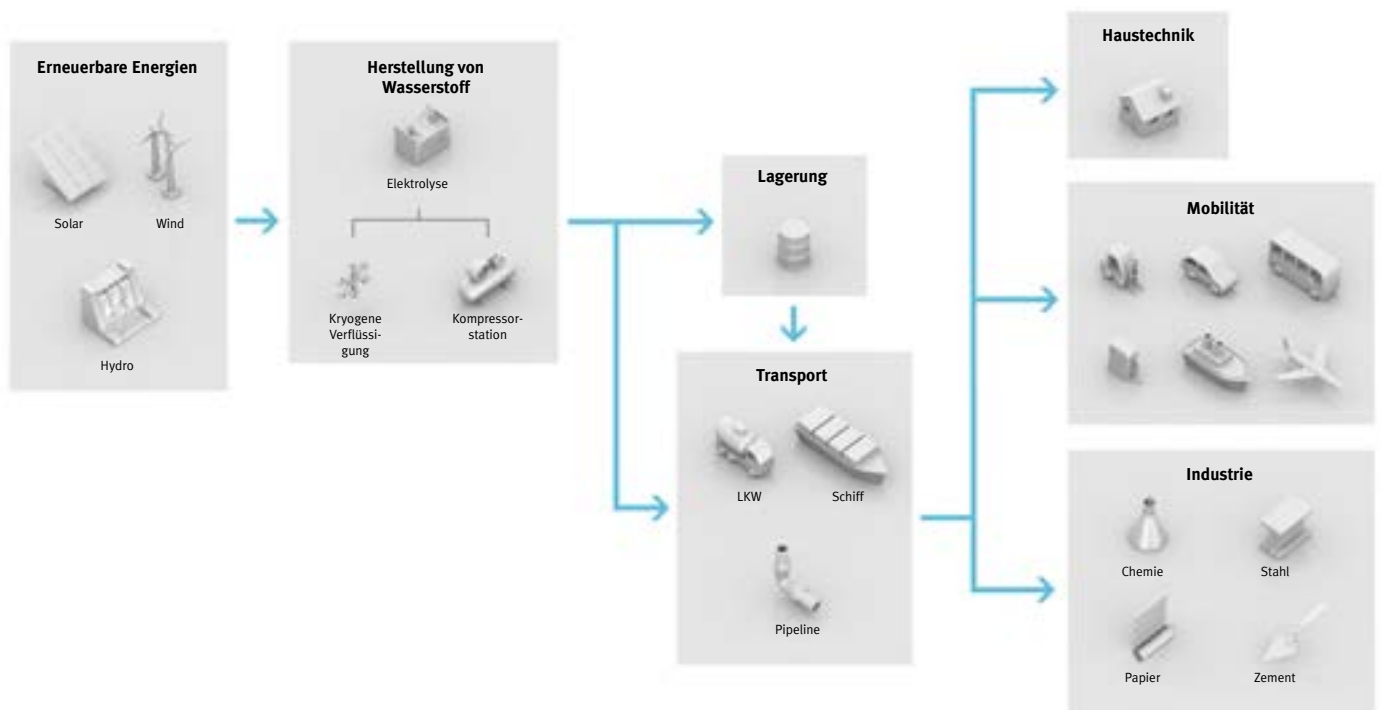 Erneuerbare Energien
Solar
Wind
Hydro
Herstellung von
Wasserstoff
Elektrolyse
Kryogene
Verflüssi-
gung
Kompressor-
station
Lagerung
Transport
LKW
Schiff
Pipeline
Haustechnik
Mobilität
Industrie
Chemie
Stahl
Papier
Zement